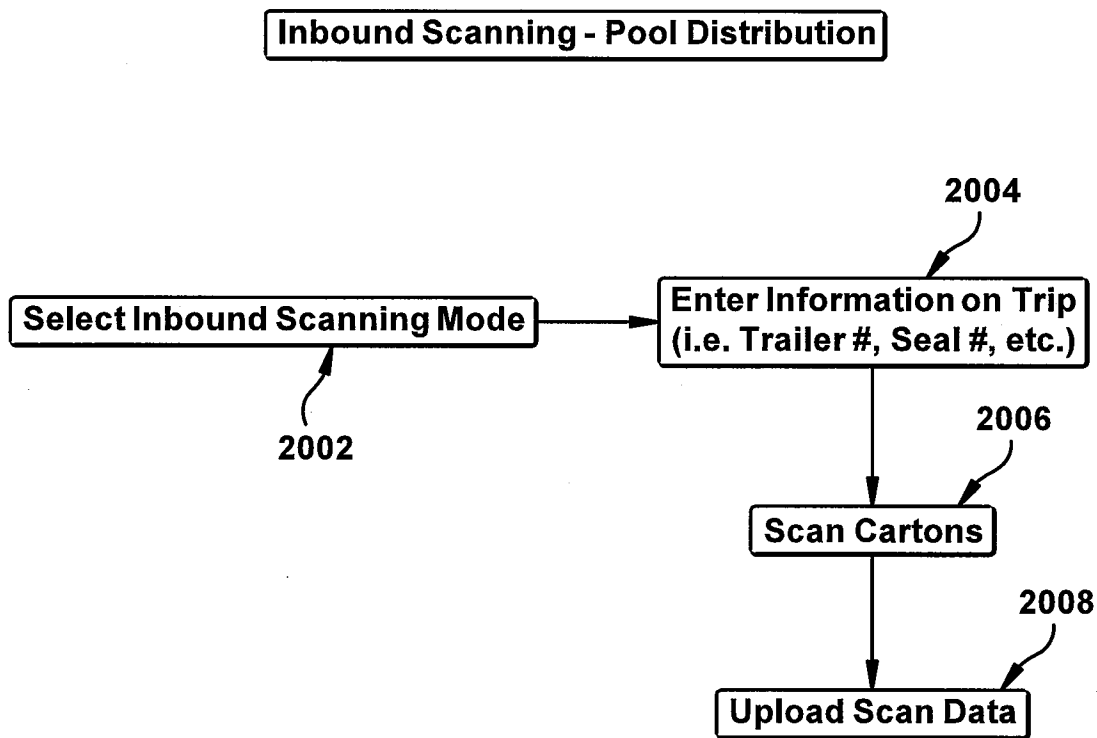 Inbound Scanning - Pool Distribution
2004
Select Inbound Scanning Mode
Enter Information on Trip
(i.e. Trailer #, Seal #, etc.)
2002
2006
Scan Cartons
2008
Upload Scan Data